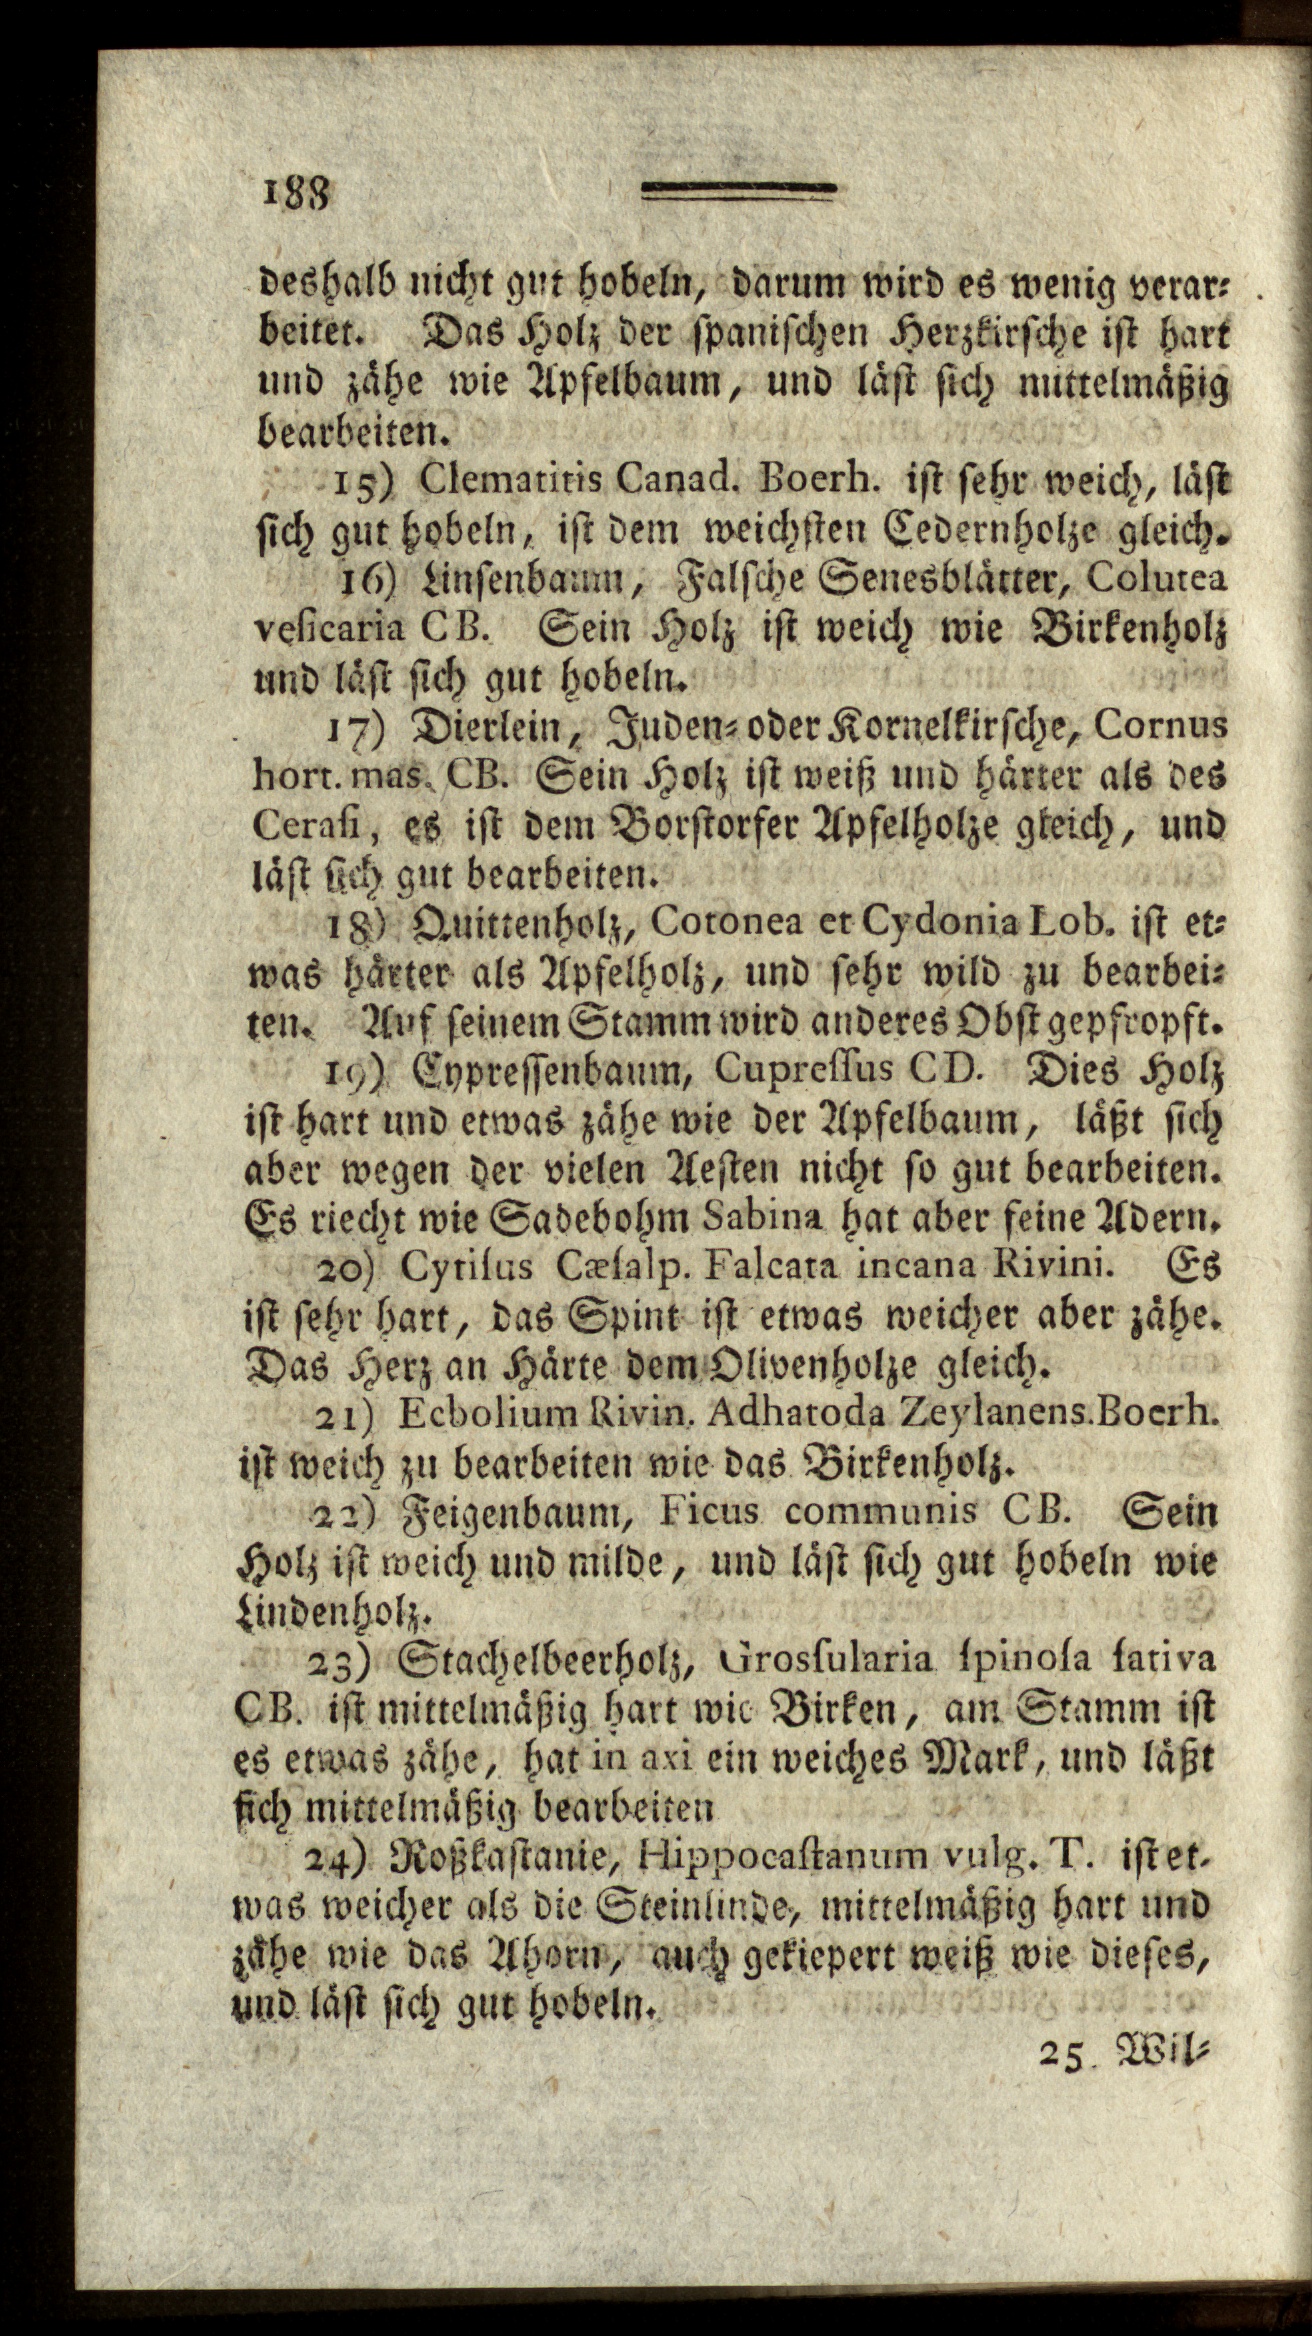 188
deshalb nicht gut hobeln, darum wird es wenig verar-
beitet. Das Holz der spanischen Herzkirsche ist hart
und zähe wie Apfelbaum, und läst sich mittelmäßig
bearbeiten.
15) Clematitis Canad. Boerh. ist sehr weich, läst
sich gut hobeln, ist dem weichsten Cedernholze gleich.
16) Linsenbaum, Falsche Senesblätter, Colutea
veſicaria CB. Sein Holz ist weich wie Birkenholz
und läst sich gut hobeln.
17) Dierlein, Juden- oder Kornelkirsche, Cornus
hort. mas. CB. Sein Holz ist weiß und härter als des
Ceraſi, es ist dem Borstorfer Apfelholze gleich, und
läst sich gut bearbeiten.
18) Quittenholz, Cotonea et Cydonia Lob. ist et-
was härter als Apfelholz, und sehr wild zu bearbei-
ten. Auf seinem Stamm wird anderes Obst gepfropft.
19) Cypressenbaum, Cupreſſus CD. Dies Holz
ist hart und etwas zähe wie der Apfelbaum, läßt sich
aber wegen der vielen Aesten nicht so gut bearbeiten.
Es riecht wie Sadebohm Sabina hat aber feine Adern.
20) Cytiſus Cæſalp. Falcata incana Rivini. Es
ist sehr hart, das Spint ist etwas weicher aber zähe.
Das Herz an Härte dem Olivenholze gleich.
21) Ecbolium Rivin. Adhatoda Zeylanens. Boerh.
ist weich zu bearbeiten wie das Birkenholz.
22) Feigenbaum, Ficus communis CB. Sein
Holz ist weich und milde, und läst sich gut hobeln wie
Lindenholz.
23) Stachelbeerholz, Grosſularia ſpinoſa ſativa
CB. ist mittelmäßig hart wie Birken, am Stamm ist
es etwas zähe, hat in axi ein weiches Mark, und läßt
sich mittelmäßig bearbeiten
24) Roßkastanie, Hippocaſtanum vulg. T. ist et-
was weicher als die Steinlinde, mittelmäßig hart und
zähe wie das Ahorn, auch gekiepert weiß wie dieses,
und läst sich gut hobeln.
25. Wil-